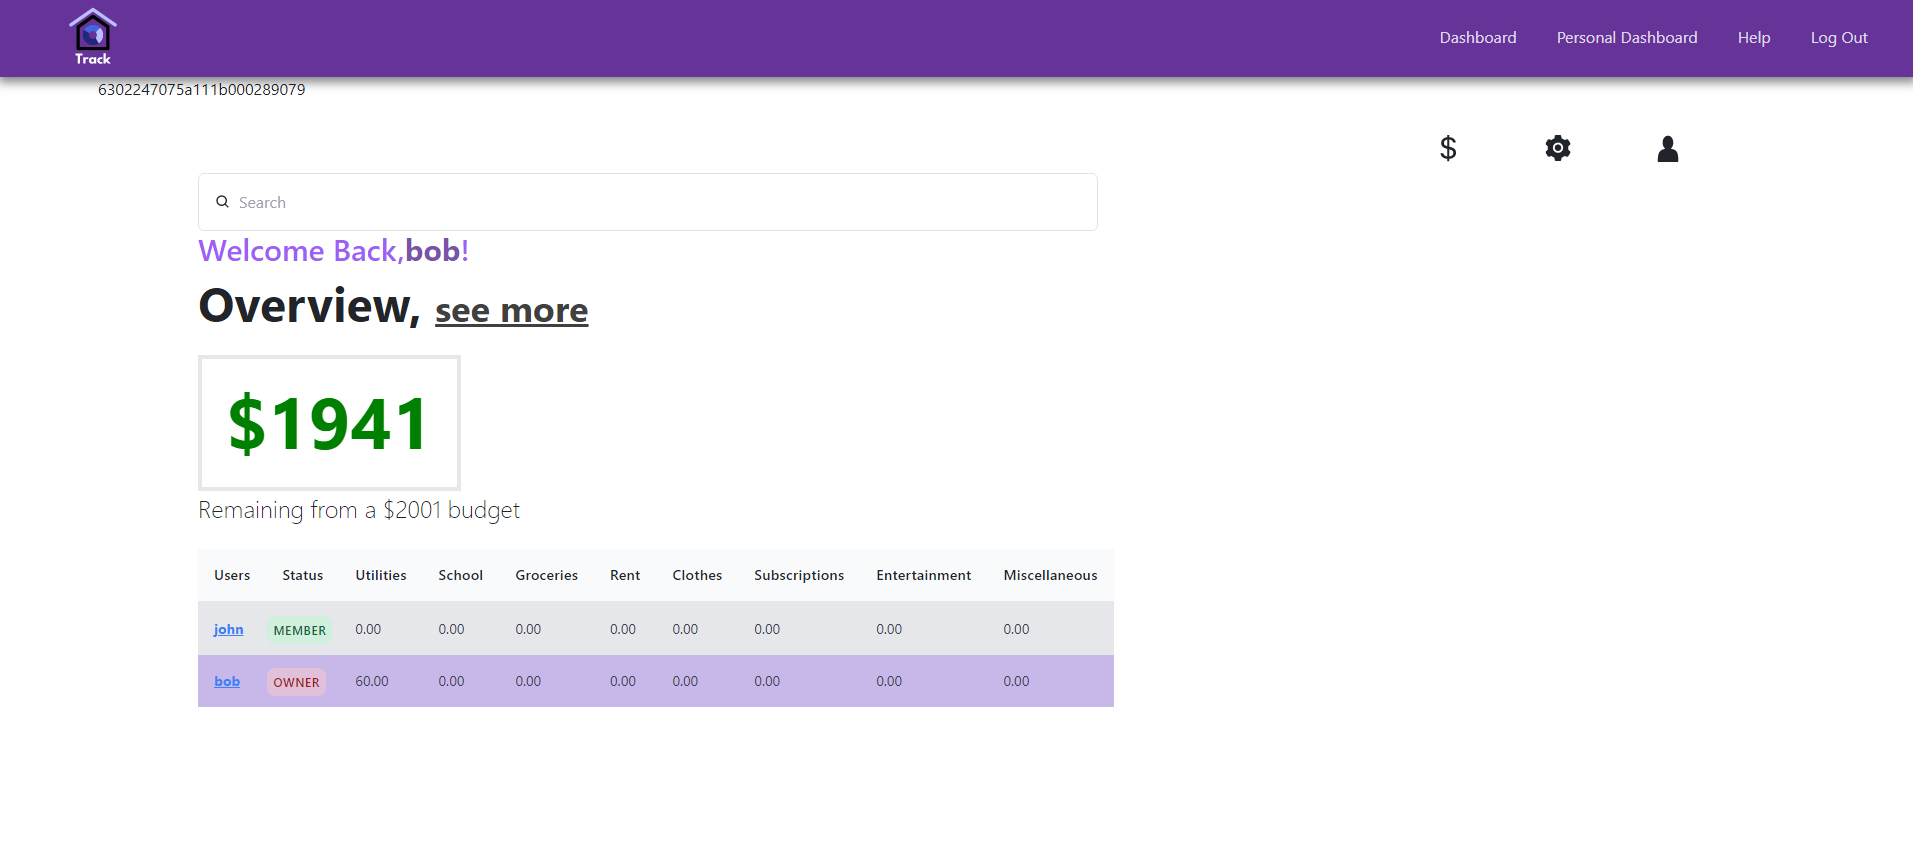 Track
Dashboard Personal Dashboard Help Log Out
6302247075a111b000289079
$
Search
Welcome Back,bob!
Overview, see more
$1941
Remaining from a $2001 budget
Users Status Utilities School Groceries Rent Clothes Subscriptions Entertainment Miscellaneous
john MEMBER 0.00 0.00 0.00 0.00 0.00 0.00 0.00 0.00
bob OWNER 60.00 0.00 0.00 0.00 0.00 0.00 0.00 0.00